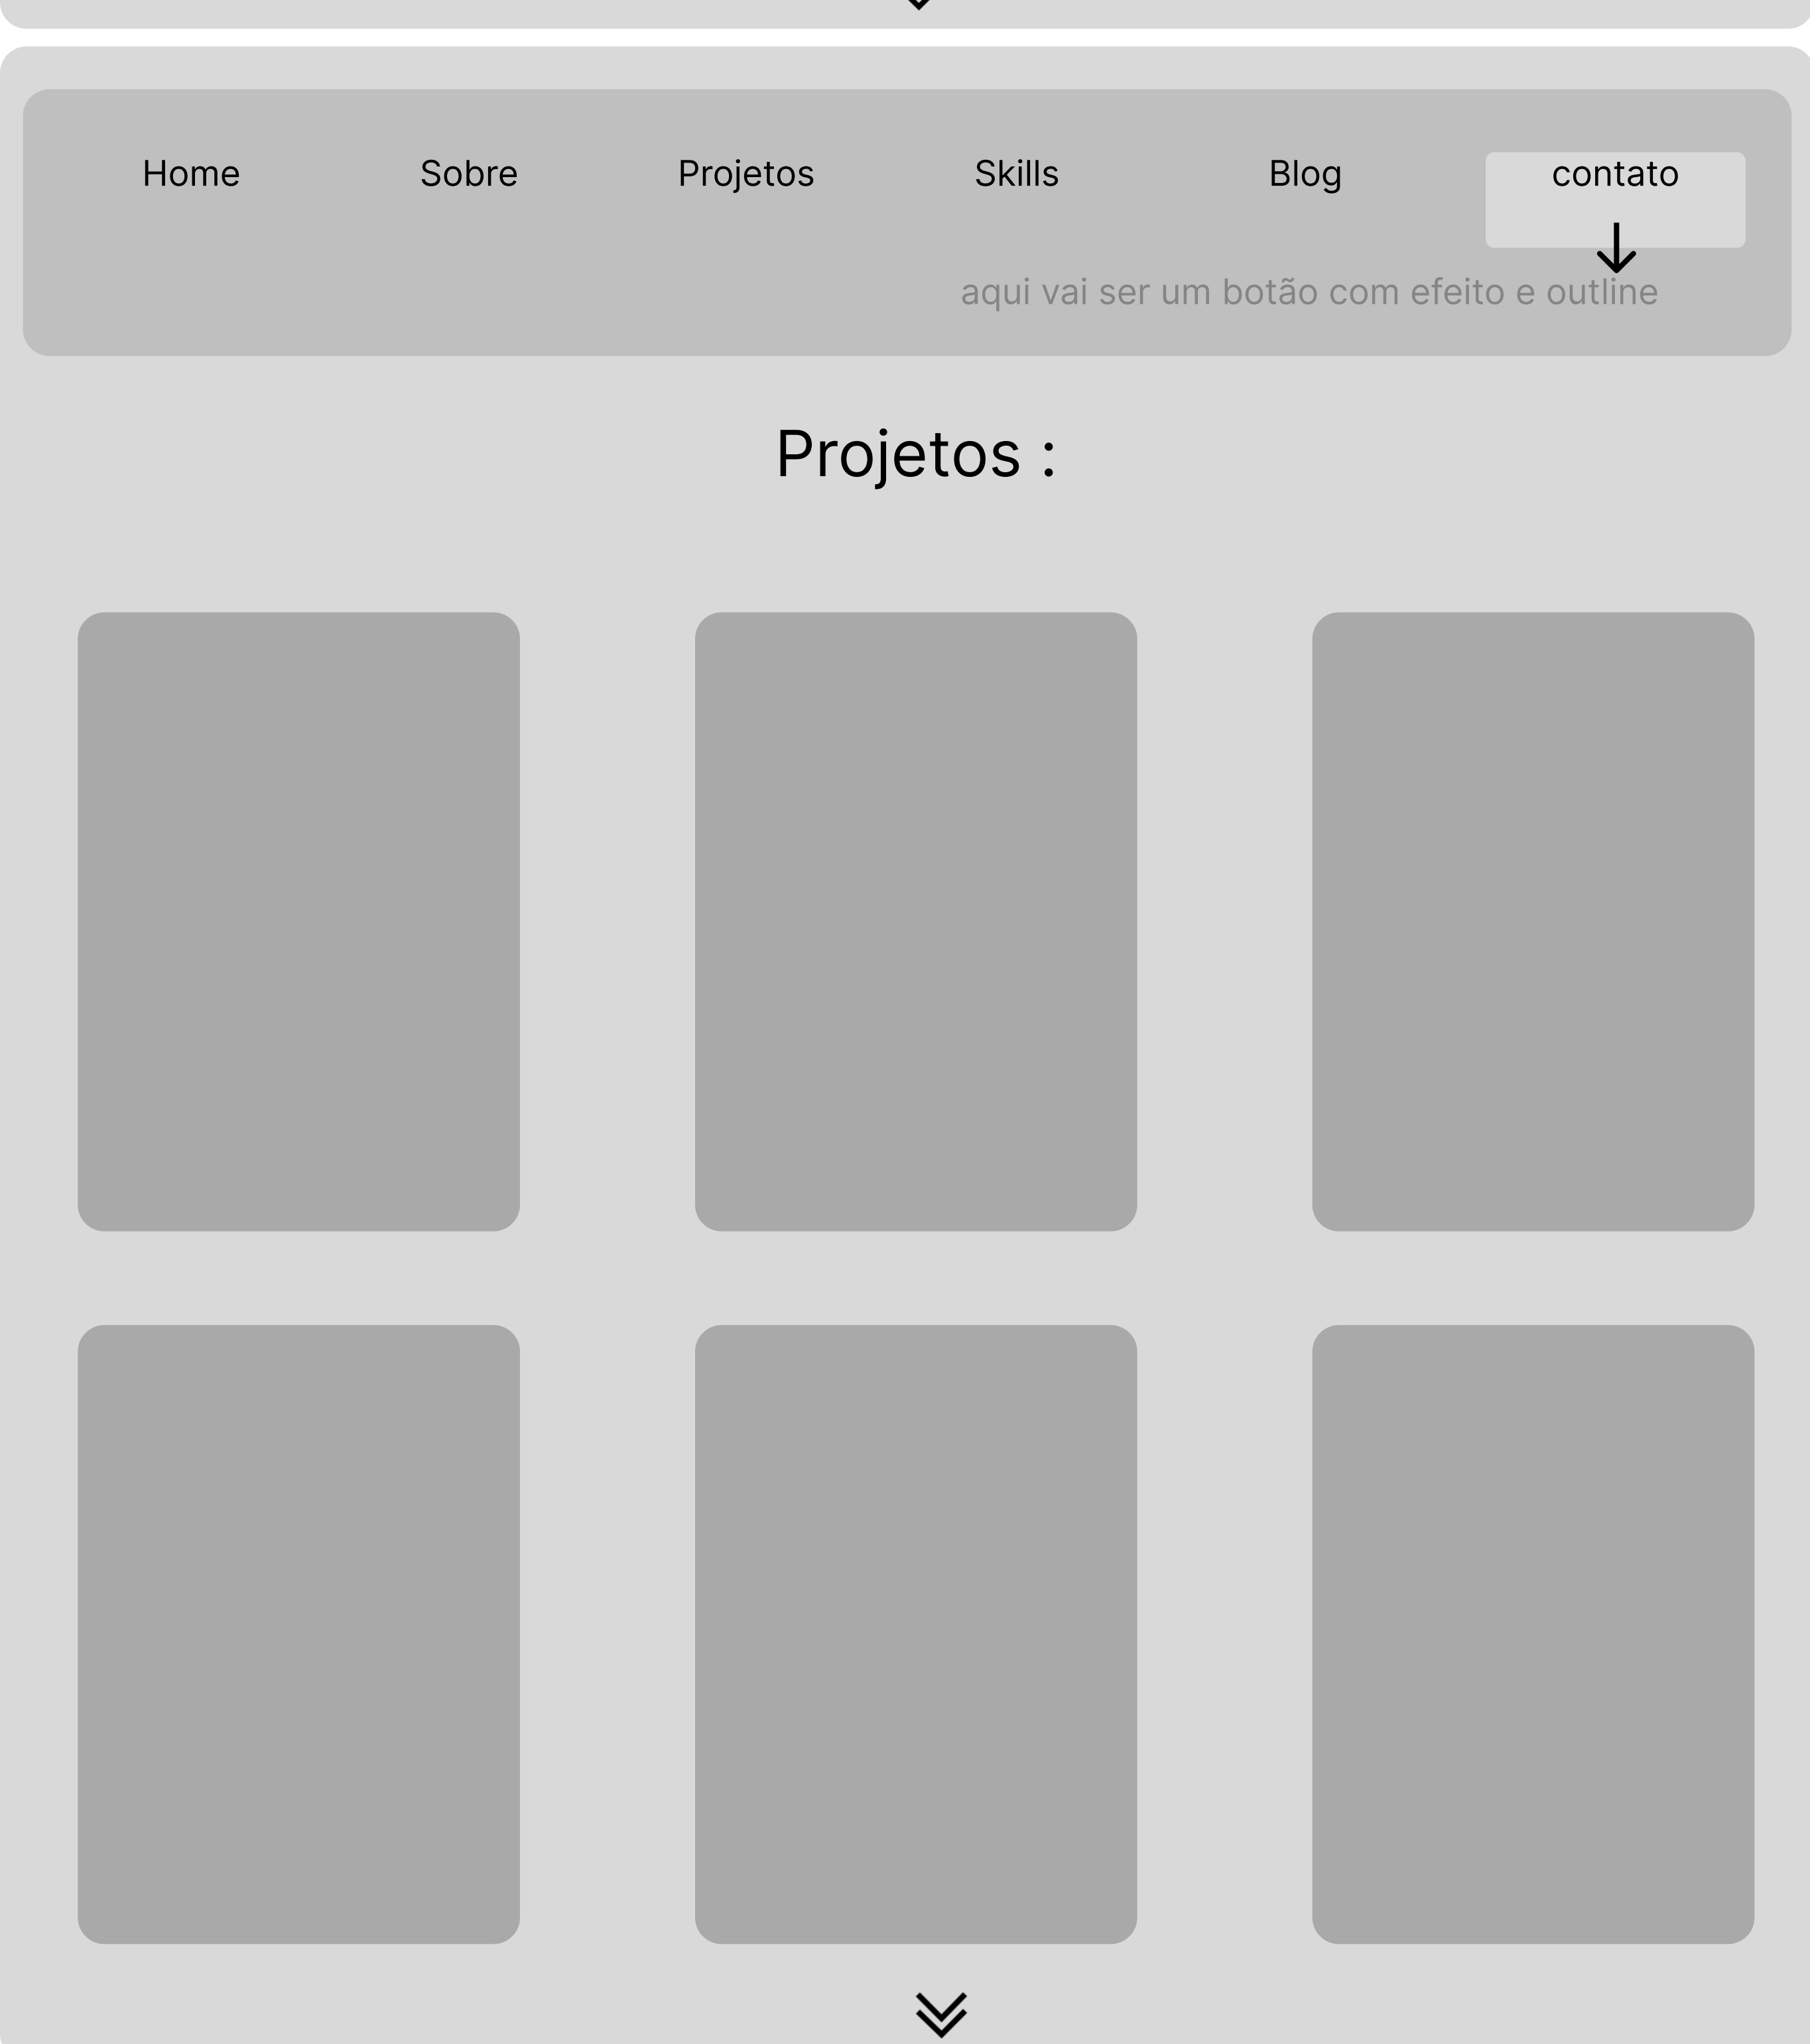 Home Sobre Projetos Skills Blog contato
aqui vai ser um botão com efeito e outline
Projetos :